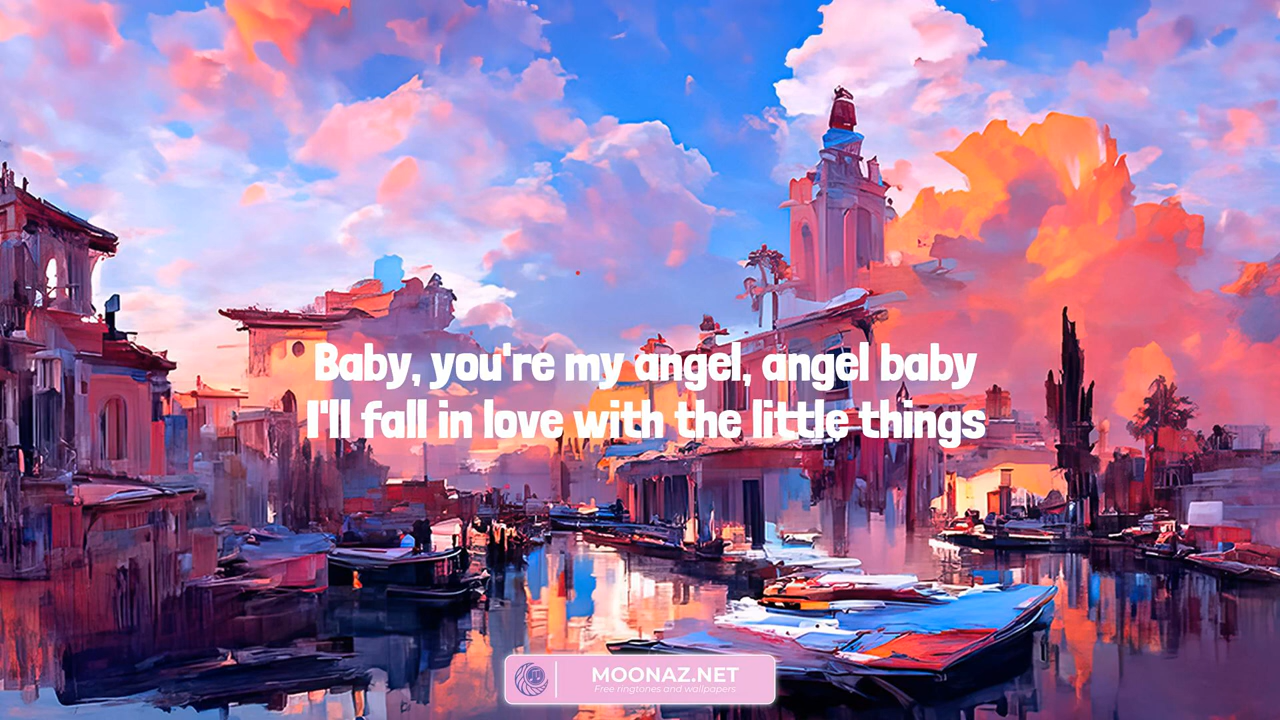 Baby, you're my angel, angel baby
I'll fall in love with the little things
MOONAZ.NET
Free ringtones and wallpapers